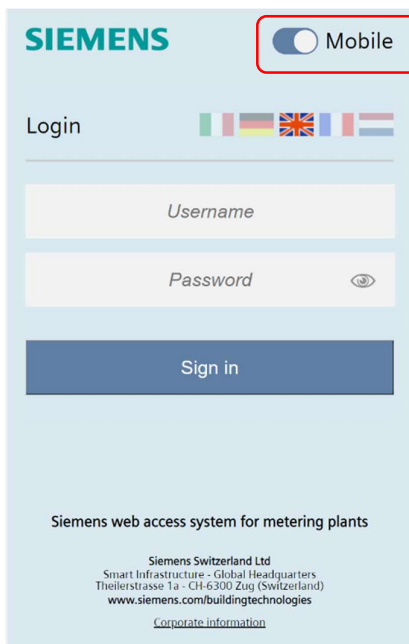 SIEMENS
Mobile
Login
Username
Password
Sign in
Siemens web access system for metering plants
Siemens Switzerland Ltd
Smart Infrastructure - Global Headquarters
Theilerstrasse 1a - CH-6300 Zug (Switzerland)
www.siemens.com/buildingtechnologies
Corporate information